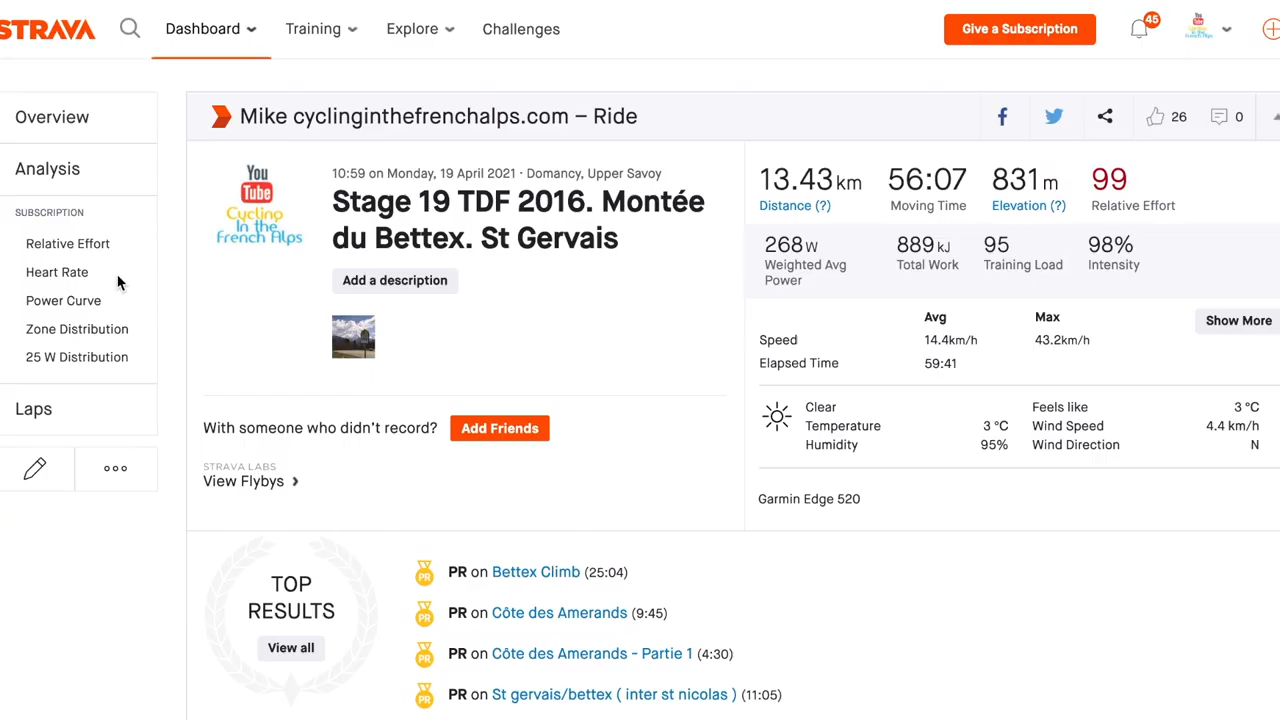 STRAVA
Dashboard
Training
Explore
Challenges
Give a Subscription
45
Overview
Analysis
SUBSCRIPTION
Relative Effort
Heart Rate
Power Curve
Zone Distribution
25 W Distribution
Laps
Mike cyclinginthefrenchalps.com – Ride
26
0
You
Tube
Cycling
In the
French Alps
10:59 on Monday, 19 April 2021 · Domancy, Upper Savoy
Stage 19 TDF 2016. Montée
du Bettex. St Gervais
Add a description
With someone who didn't record?
Add Friends
STRAVA LABS
View Flybys
13.43 km
Distance (?)
56:07
Moving Time
831 m
Elevation (?)
99
Relative Effort
268 W
Weighted Avg
Power
889 kJ
Total Work
95
Training Load
98%
Intensity
Avg
Max
Show More
Speed
14.4km/h
43.2km/h
Elapsed Time
59:41
Clear
Temperature
3 °C
Humidity
95%
Feels like
3 °C
Wind Speed
4.4 km/h
Wind Direction
N
Garmin Edge 520
TOP
RESULTS
View all
PR
PR on Bettex Climb (25:04)
PR
PR on Côte des Amerands (9:45)
PR
PR on Côte des Amerands - Partie 1 (4:30)
PR
PR on St gervais/bettex ( inter st nicolas ) (11:05)